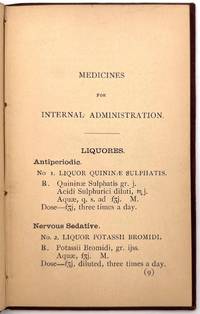 MEDICINES
FOR
INTERNAL ADMINISTRATION.
LIQUORES.
Antiperiodic.
No 1. LIQUOR QUININÆ SULPHATIS.
R. Quininæ Sulphatis gr. j.
Acidi Sulphurici diluti, ♏j.
Aquæ, q. s. ad f℥j. M.
Dose—f℥j, three times a day.
Nervous Sedative.
No. 2. LIQUOR POTASSII BROMIDI.
R. Potassii Bromidi, gr. ijss.
Aquæ, f℥j. M.
Dose—f℥j, diluted, three times a day.
(9)